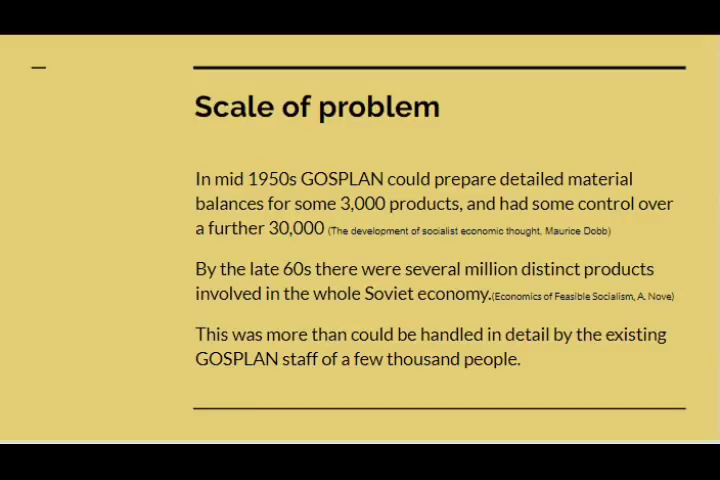 Scale of problem
In mid 1950s GOSPLAN could prepare detailed material
balances for some 3,000 products, and had some control over
a further 30,000 (The development of socialist economic thought, Maurice Dobb)
By the late 60s there were several million distinct products
involved in the whole Soviet economy.(Economics of Feasible Socialism, A. Nove)
This was more than could be handled in detail by the existing
GOSPLAN staff of a few thousand people.